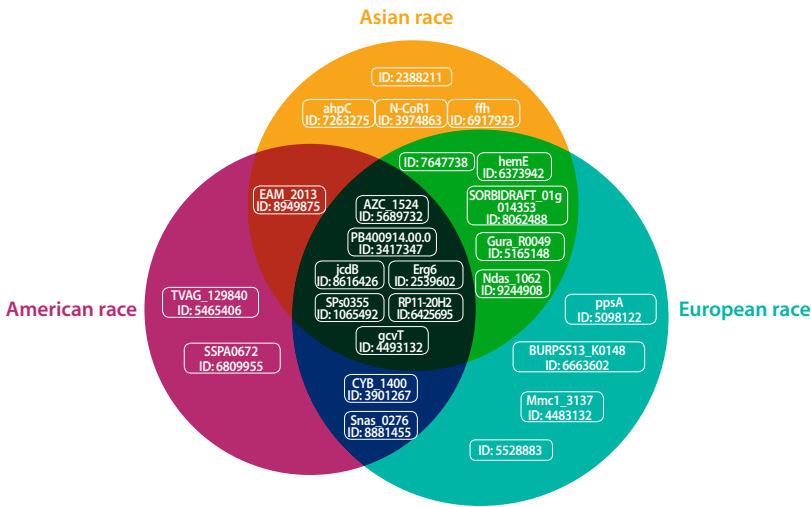 Asian race
ID: 2388211
ahpC
ID: 7263275
N-CoR1
ID: 3974863
ffh
ID: 6917923
ID: 7647738
hemE
ID: 6373942
EAM_2013
ID: 8949875
AZC_1524
ID: 5689732
SORBIDRAFT_01g
014353
ID: 8062488
PB400914.00.0
ID: 3417347
Gura_R0049
ID: 5165148
jcdB
ID: 8616426
Erg6
ID: 2539602
Ndas_1062
ID: 9244908
American race
TVAG_129840
ID: 5465406
SPs0355
ID: 1065492
RP11-20H2
ID: 6425695
ppsA
ID: 5098122
European race
gcvT
ID: 4493132
SSPA0672
ID: 6809955
BURPSS13_K0148
ID: 6663602
CYB_1400
ID: 3901267
Mmc1_3137
ID: 4483132
Snas_0276
ID: 8881455
ID: 5528883